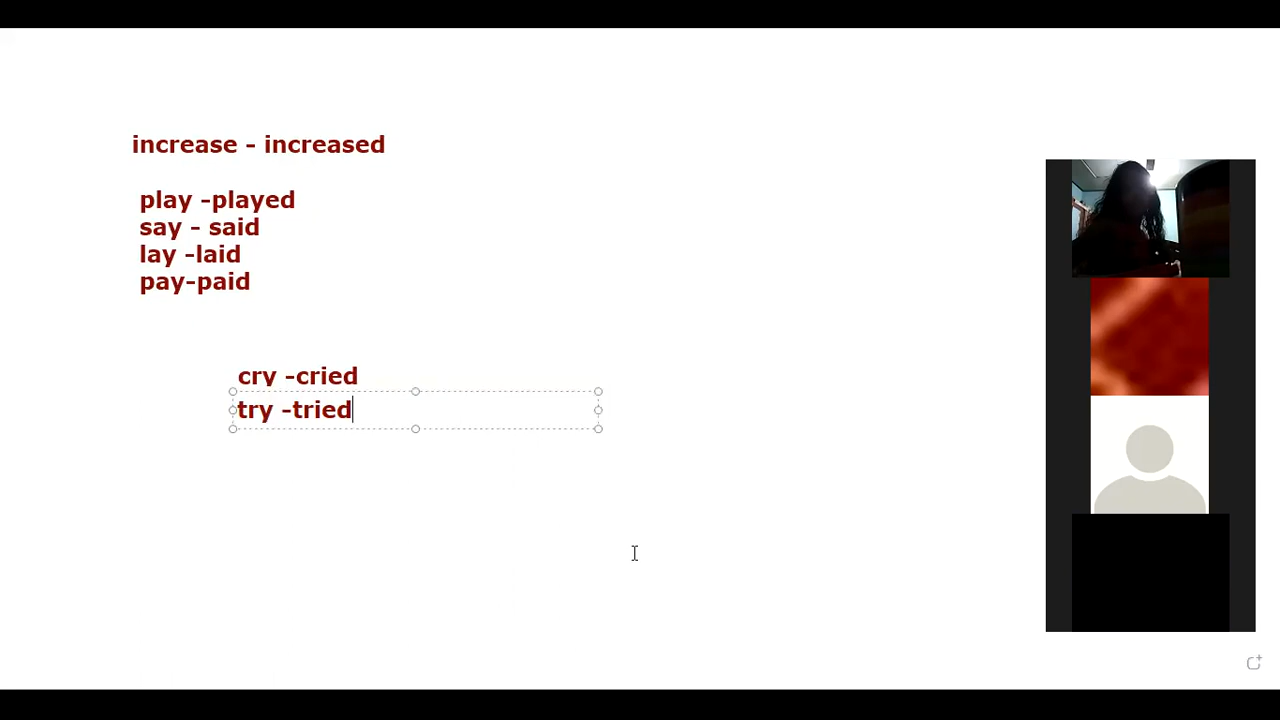 increase - increased
play -played
say - said
lay -laid
pay-paid
cry -cried
try -tried